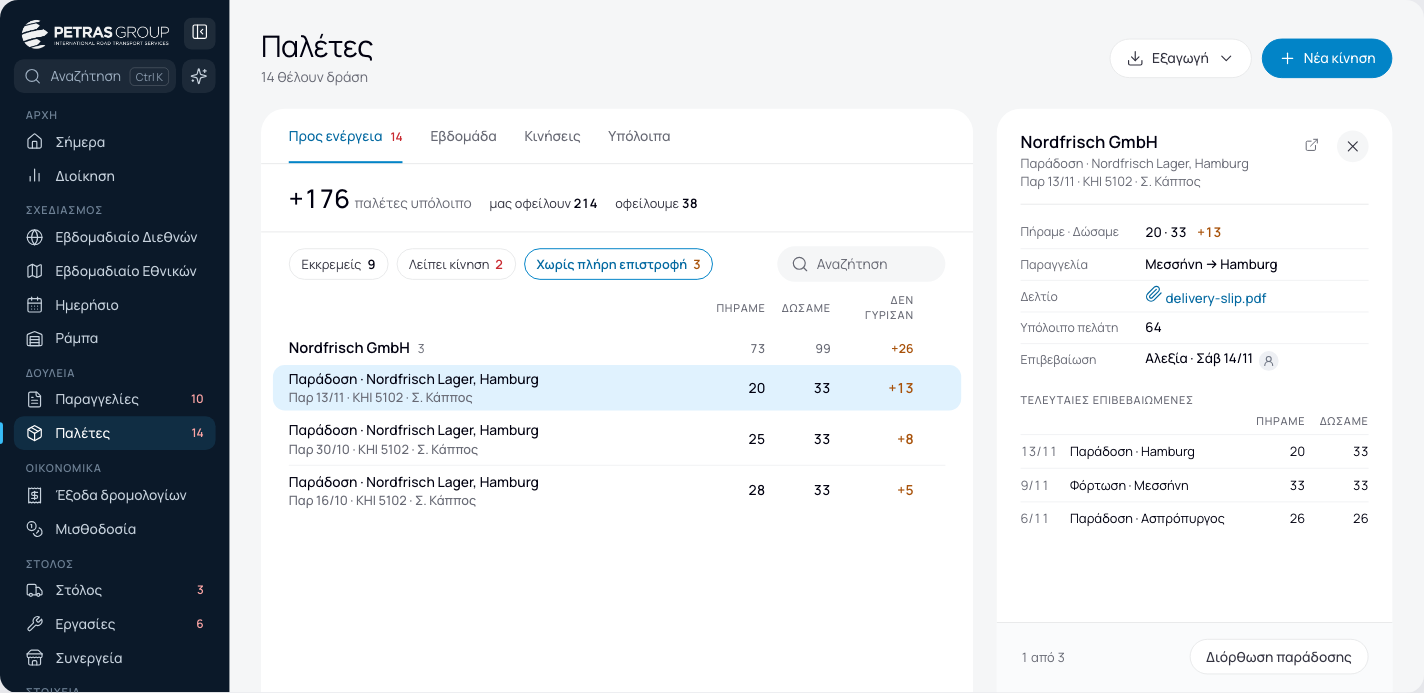 PETRAS GROUP
INTERNATIONAL ROAD TRANSPORT SERVICES
Αναζήτηση Ctrl K
ΑΡΧΗ
Σήμερα
Διοίκηση
ΣΧΕΔΙΑΣΜΟΣ
Εβδομαδιαίο Διεθνών
Εβδομαδιαίο Εθνικών
Ημερήσιο
Ράμπα
ΔΟΥΛΕΙΑ
Παραγγελίες 10
Παλέτες 14
ΟΙΚΟΝΟΜΙΚΑ
Έξοδα δρομολογίων
Μισθοδοσία
ΣΤΟΛΟΣ
Στόλος 3
Εργασίες 6
Συνεργεία
ΣΤΟΙΧΕΙΑ
Παλέτες
14 θέλουν δράση
Εξαγωγή
Νέα κίνηση
Προς ενέργεια 14 Εβδομάδα Κινήσεις Υπόλοιπα
+176 παλέτες υπόλοιπο μας οφείλουν 214 οφείλουμε 38
Εκκρεμείς 9 Λείπει κίνηση 2 Χωρίς πλήρη επιστροφή 3 Αναζήτηση
ΠΗΡΑΜΕ ΔΩΣΑΜΕ ΔΕΝ
ΓΥΡΙΣΑΝ
Nordfrisch GmbH 3 73 99 +26
Παράδοση · Nordfrisch Lager, Hamburg 20 33 +13
Παρ 13/11 · ΚΗΙ 5102 · Σ. Κάππος
Παράδοση · Nordfrisch Lager, Hamburg 25 33 +8
Παρ 30/10 · ΚΗΙ 5102 · Σ. Κάππος
Παράδοση · Nordfrisch Lager, Hamburg 28 33 +5
Παρ 16/10 · ΚΗΙ 5102 · Σ. Κάππος
Nordfrisch GmbH
Παράδοση · Nordfrisch Lager, Hamburg
Παρ 13/11 · ΚΗΙ 5102 · Σ. Κάππος
Πήραμε · Δώσαμε 20 · 33 +13
Παραγγελία Μεσσήνη → Hamburg
Δελτίο delivery-slip.pdf
Υπόλοιπο πελάτη 64
Επιβεβαίωση Αλεξία · Σάβ 14/11
ΤΕΛΕΥΤΑΙΕΣ ΕΠΙΒΕΒΑΙΩΜΕΝΕΣ
ΠΗΡΑΜΕ ΔΩΣΑΜΕ
13/11 Παράδοση · Hamburg 20 33
9/11 Φόρτωση · Μεσσήνη 33 33
6/11 Παράδοση · Ασπρόπυργος 26 26
1 από 3
Διόρθωση παράδοσης